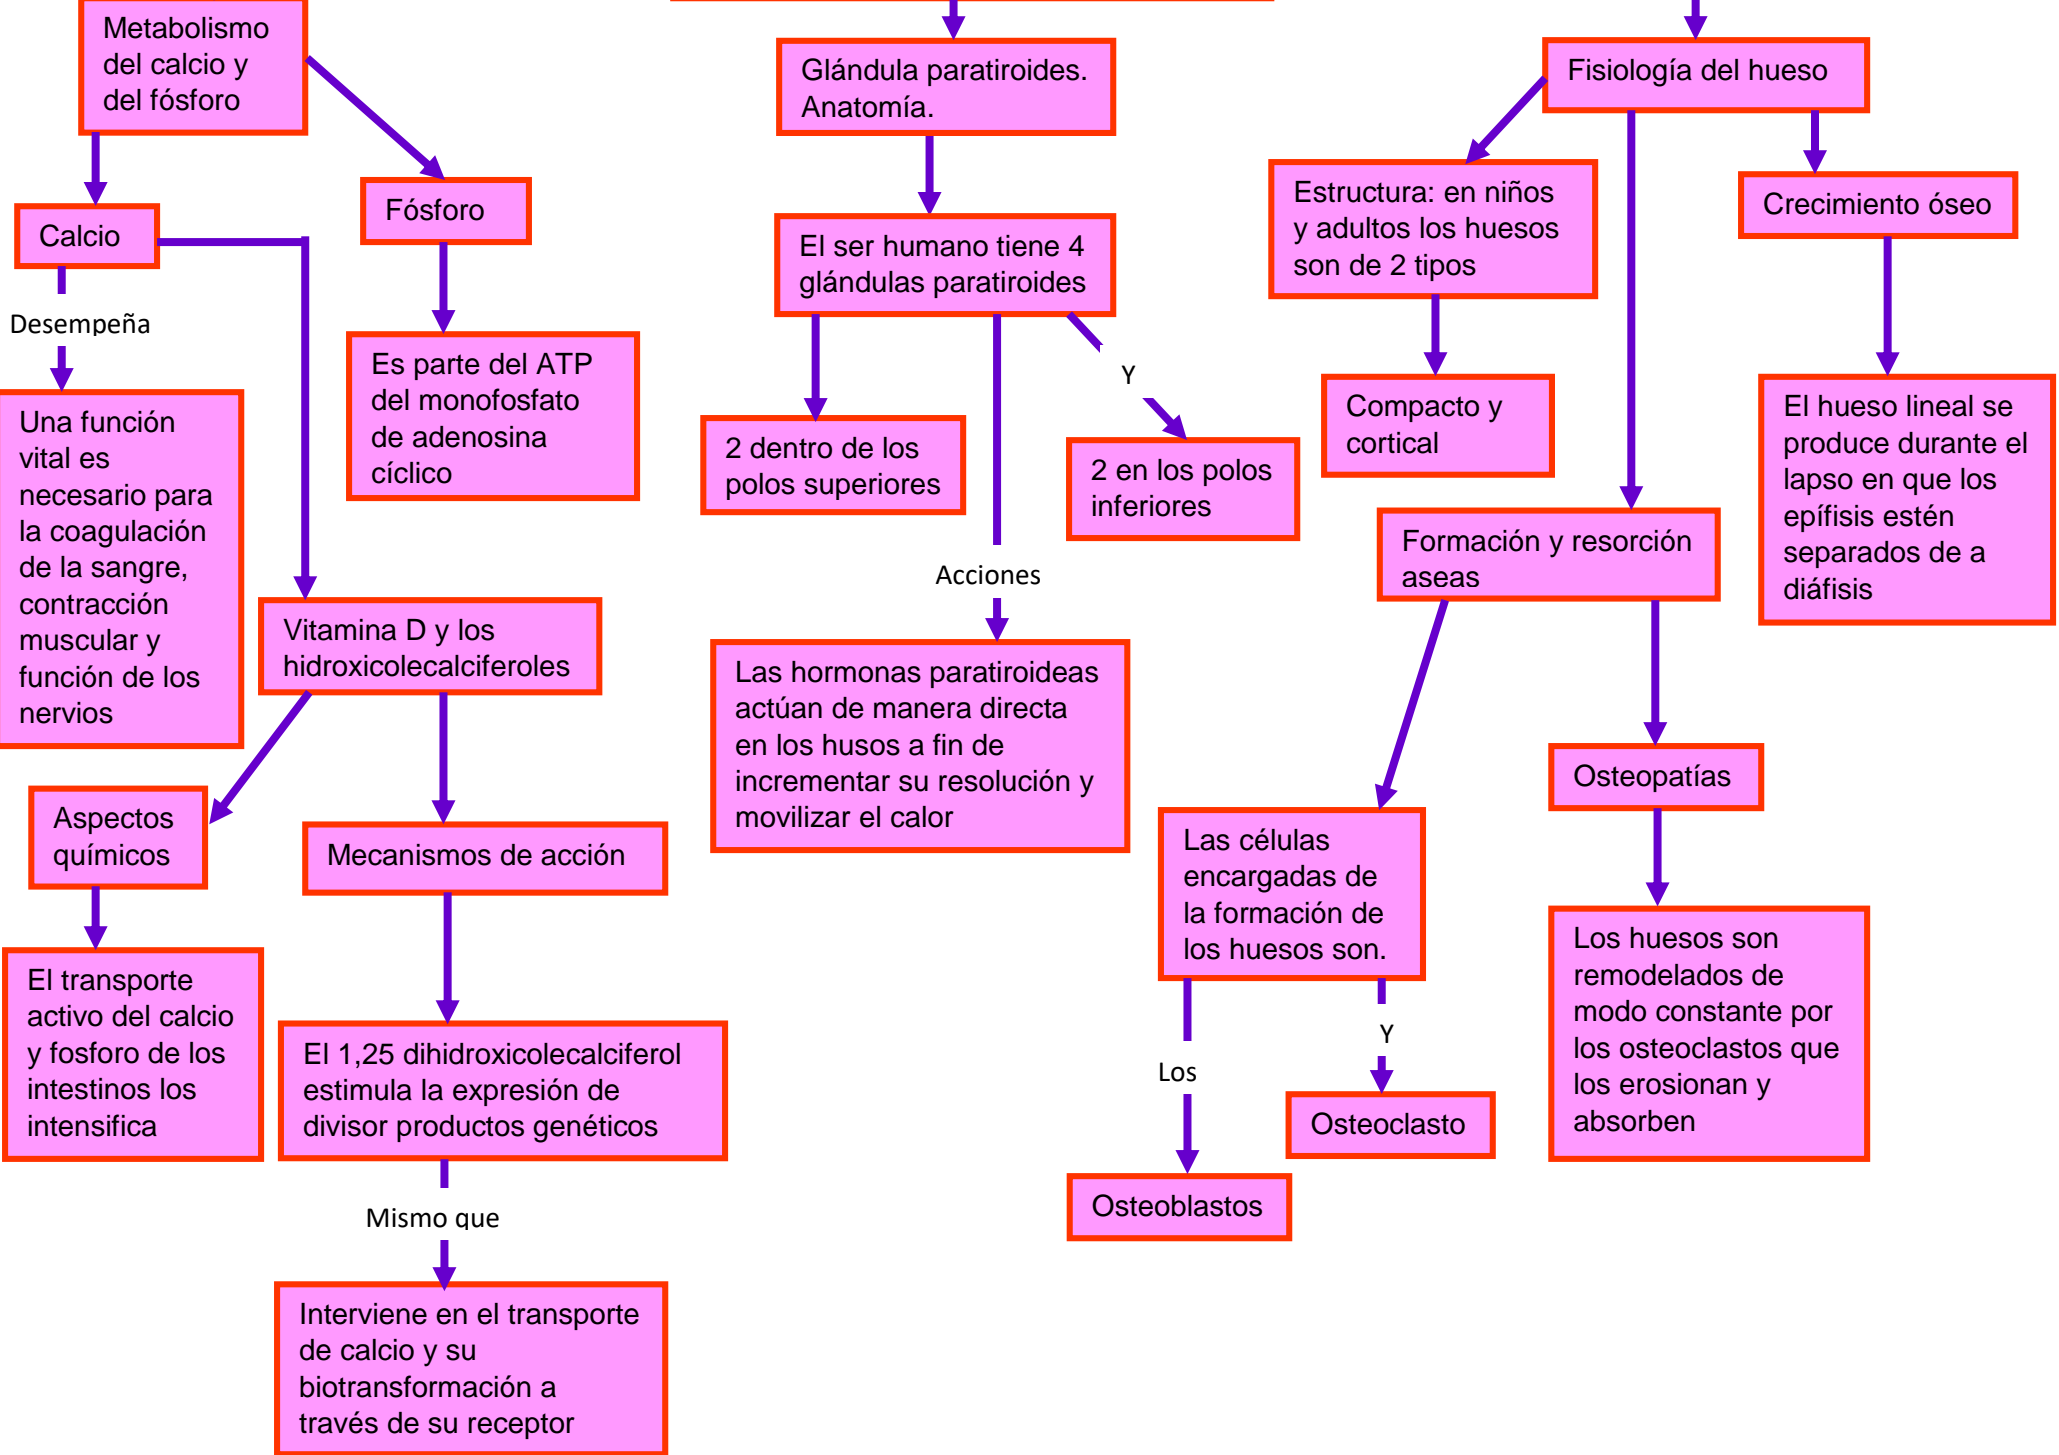 Metabolismo
del calcio y
del fósforo
Calcio
Fósforo
Desempeña
Una función
vital es
necesario para
la coagulación
de la sangre,
contracción
muscular y
función de los
nervios
Es parte del ATP
del monofosfato
de adenosina
cíclico
Vitamina D y los
hidroxicolecalciferoles
Aspectos
químicos
El transporte
activo del calcio
y fosforo de los
intestinos los
intensifica
Mecanismos de acción
El 1,25 dihidroxicolecalciferol
estimula la expresión de
divisor productos genéticos
Mismo que
Interviene en el transporte
de calcio y su
biotransformación a
través de su receptor
Glándula paratiroides.
Anatomía.
El ser humano tiene 4
glándulas paratiroides
2 dentro de los
polos superiores
Y
2 en los polos
inferiores
Acciones
Las hormonas paratiroideas
actúan de manera directa
en los husos a fin de
incrementar su resolución y
movilizar el calor
Fisiología del hueso
Estructura: en niños
y adultos los huesos
son de 2 tipos
Compacto y
cortical
Formación y resorción
aseas
Las células
encargadas de
la formación de
los huesos son.
Los
Osteoblastos
Y
Osteoclasto
Osteopatías
Los huesos son
remodelados de
modo constante por
los osteoclastos que
los erosionan y
absorben
Crecimiento óseo
El hueso lineal se
produce durante el
lapso en que los
epífisis estén
separados de a
diáfisis